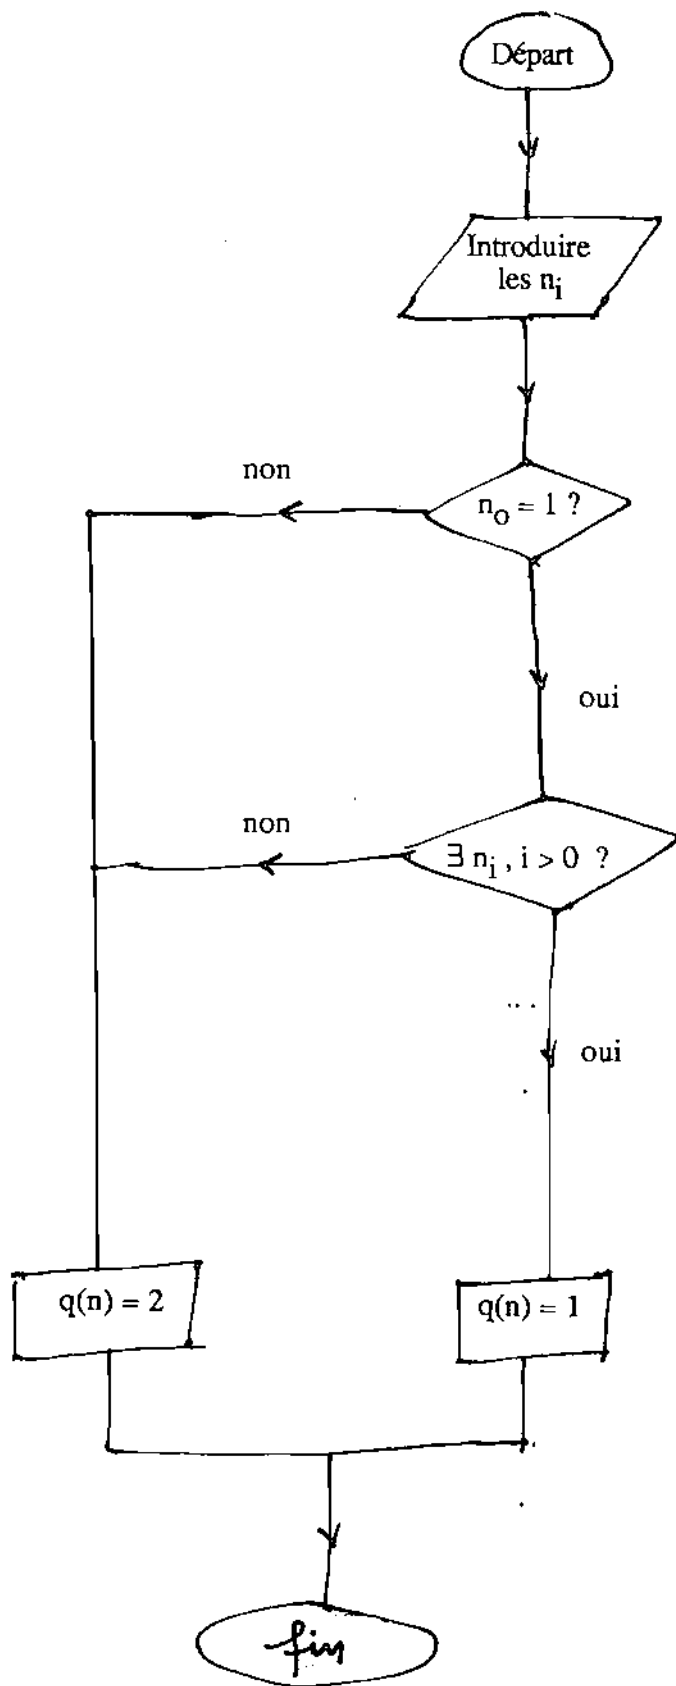 Départ
Introduire
les nᵢ
non
n₀ = 1 ?
oui
non
∃ nᵢ , i > 0 ?
oui
q(n) = 2
q(n) = 1
fin